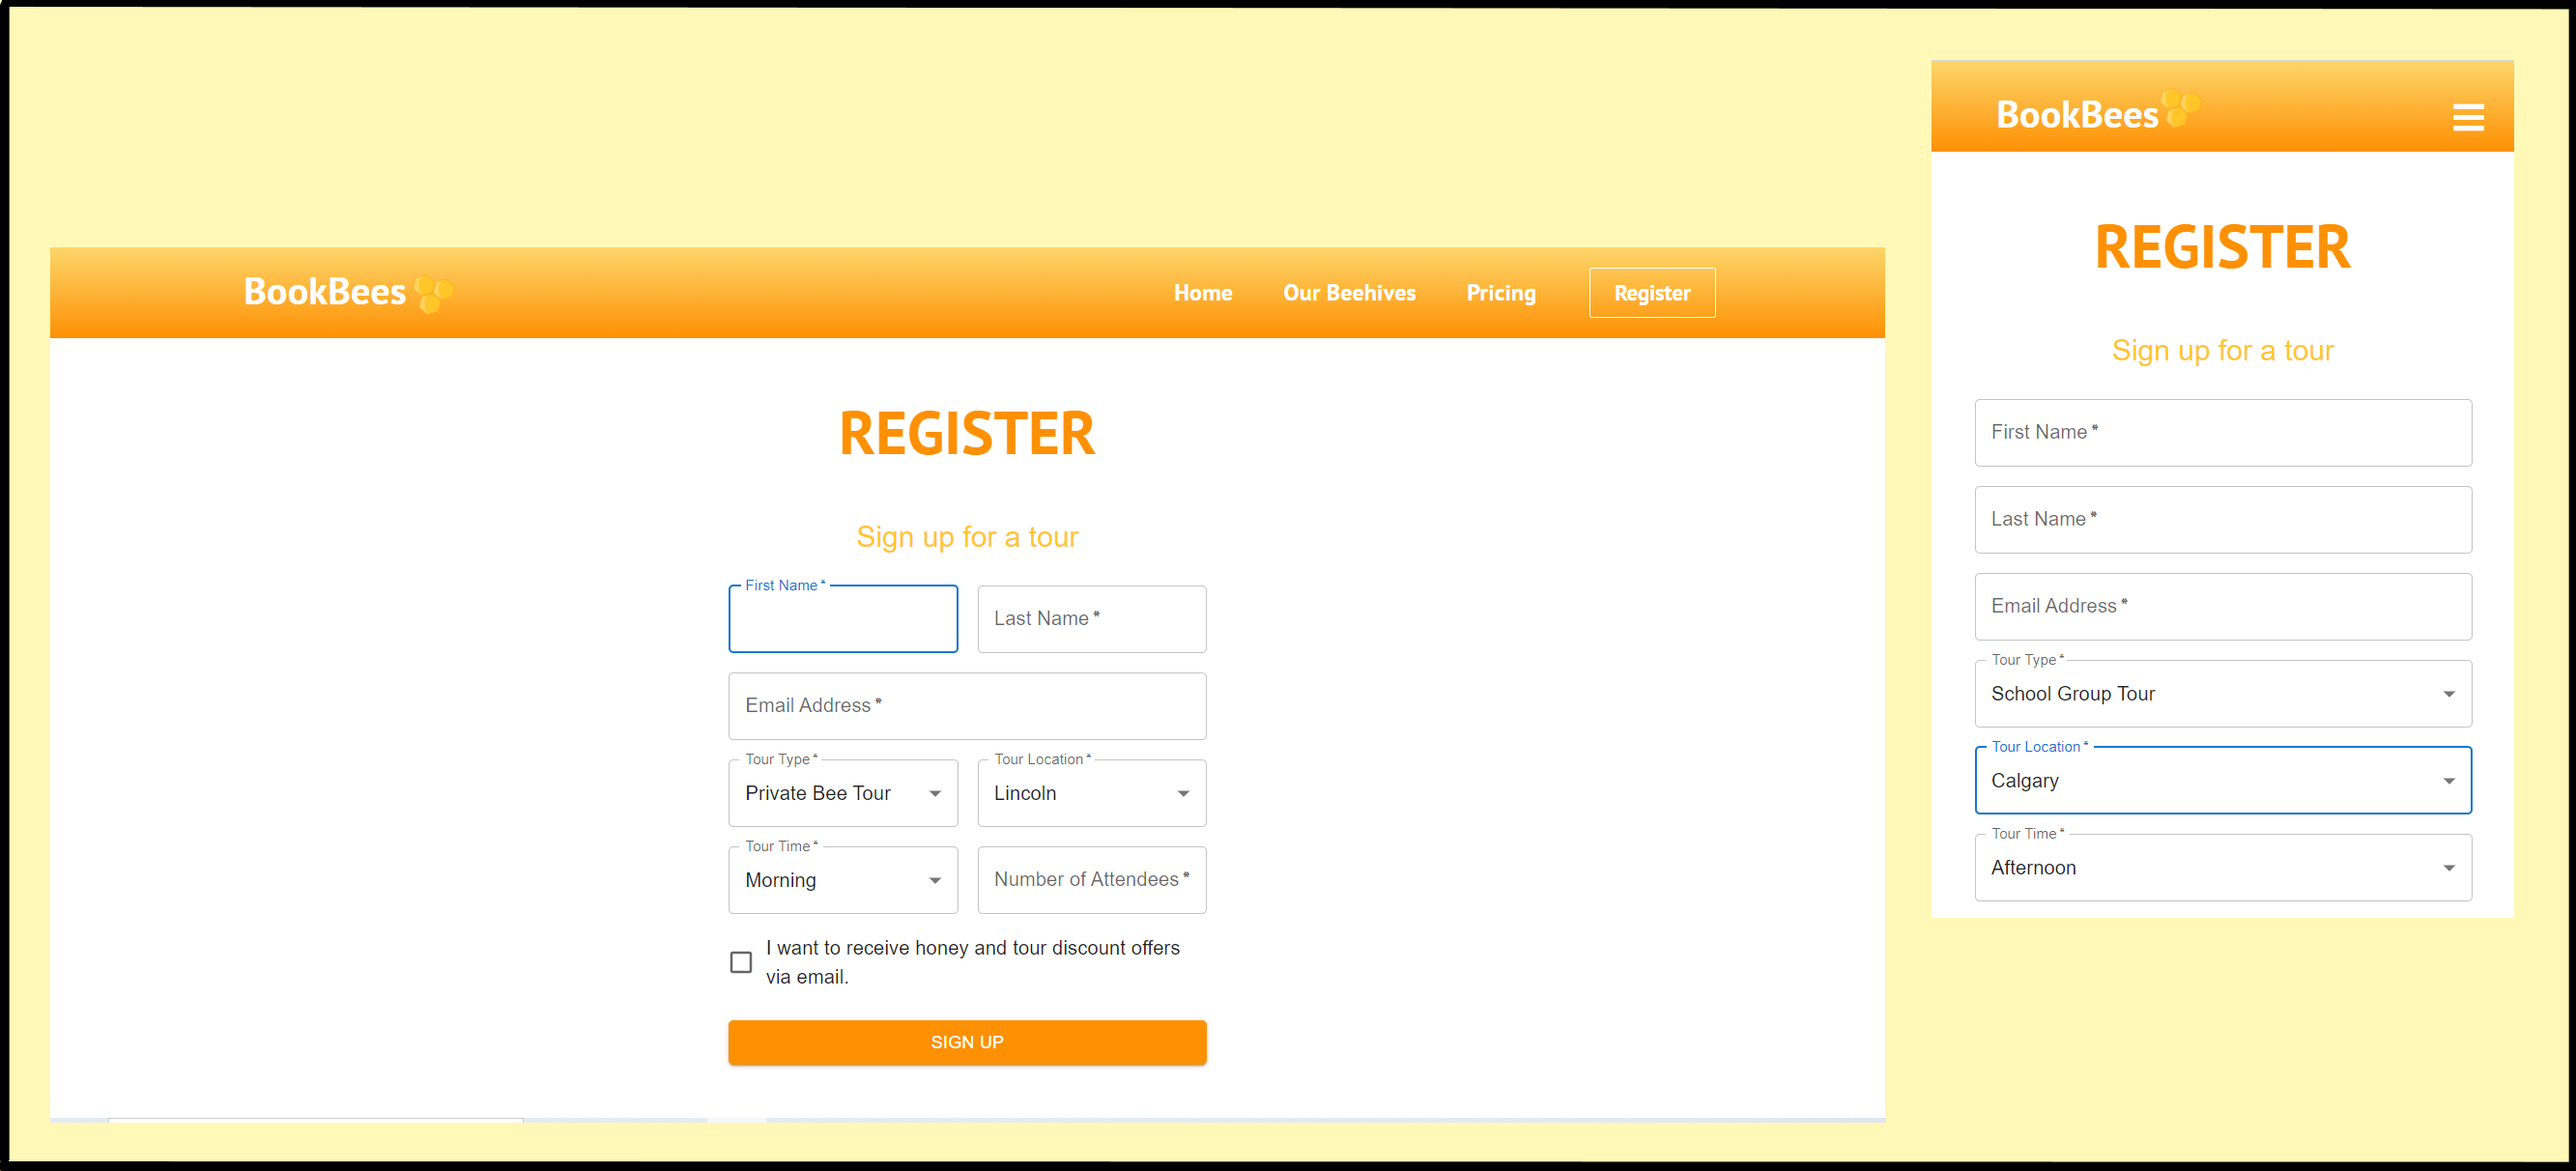 BookBees
Home Our Beehives Pricing Register
REGISTER
Sign up for a tour
First Name *
Last Name *
Email Address *
Tour Type *
Private Bee Tour
Tour Location *
Lincoln
Tour Time *
Morning
Number of Attendees *
I want to receive honey and tour discount offers
via email.
SIGN UP
BookBees
REGISTER
Sign up for a tour
First Name *
Last Name *
Email Address *
Tour Type *
School Group Tour
Tour Location *
Calgary
Tour Time *
Afternoon